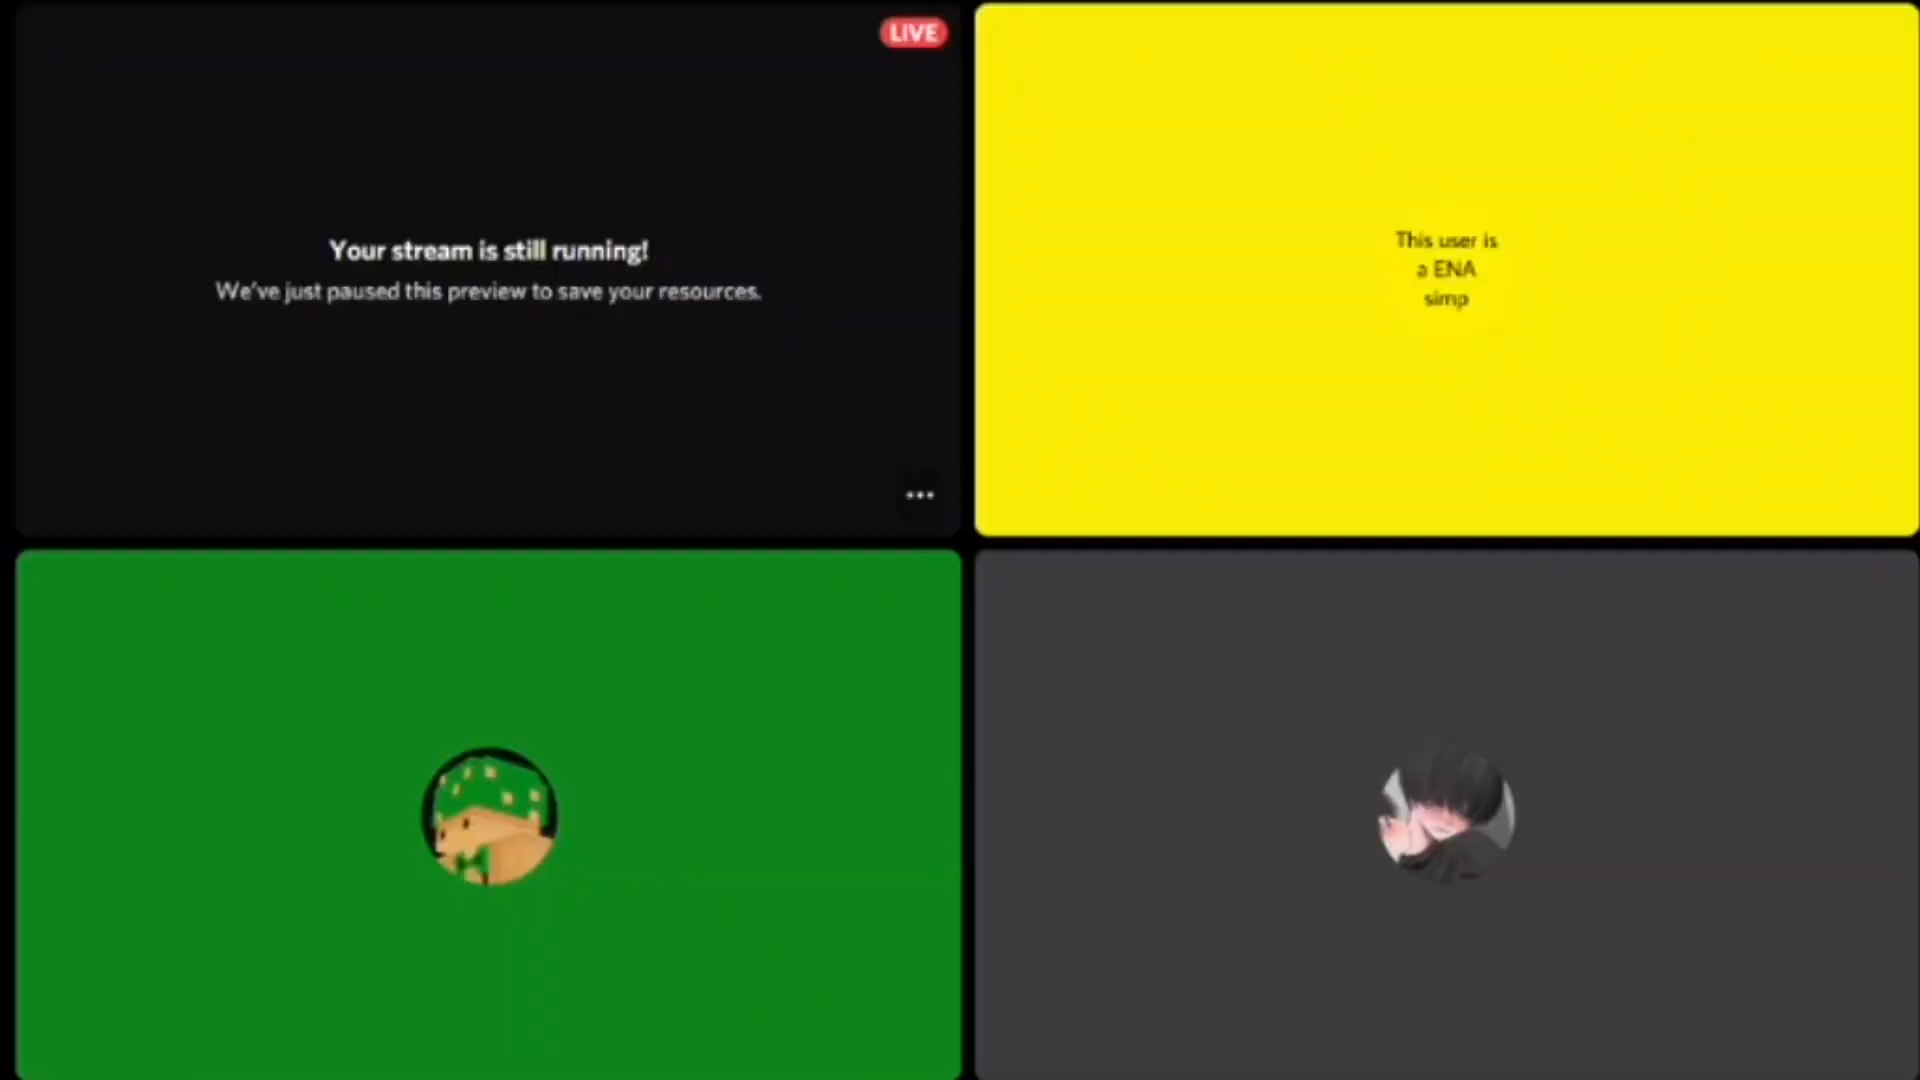 LIVE
Your stream is still running!
We've just paused this preview to save your resources.
This user is
a ENA
simp